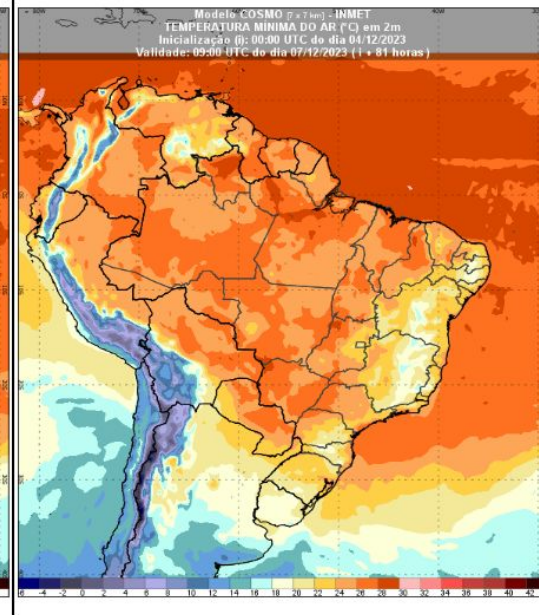 Modelo COSMO [7 x 7 km] - INMET
TEMPERATURA MÍNIMA DO AR (°C) em 2m
Inicialização (i): 00:00 UTC do dia 04/12/2023
Validade: 09:00 UTC do dia 07/12/2023 ( i + 81 horas )
-6 -4 -2 0 2 4 6 8 10 12 14 16 18 20 22 24 26 28 30 32 34 36 38 40 42